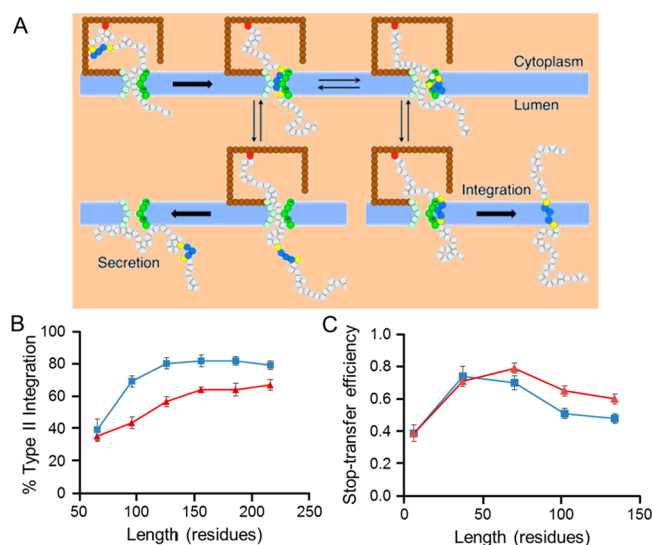 A
Cytoplasm
Lumen
Integration
Secretion
B
100
80
60
40
20
0
% Type II Integration
50
100
150
200
250
Length (residues)
C
1.0
0.8
0.6
0.4
0.2
0.0
Stop-transfer efficiency
0
50
100
150
Length (residues)